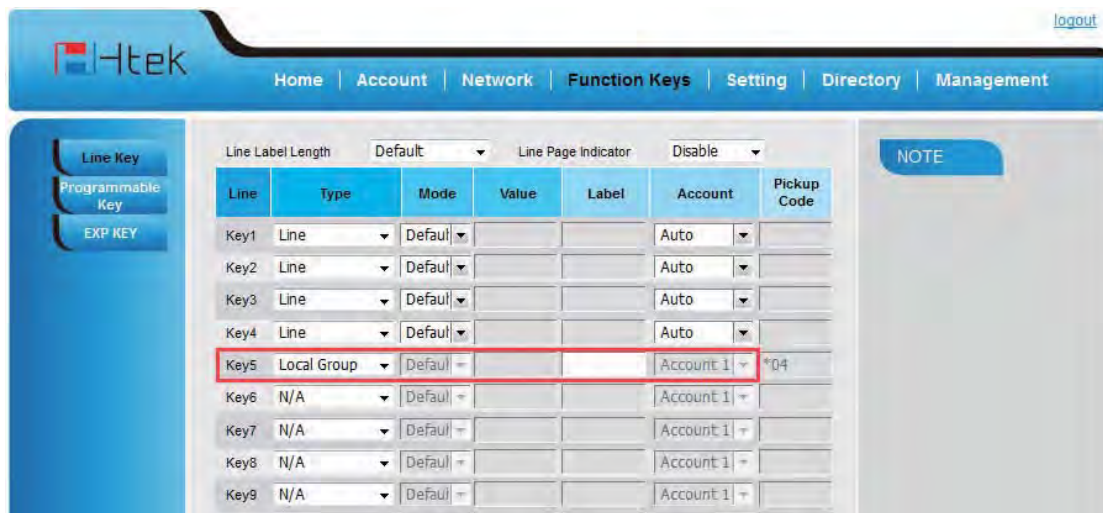 logout
Htek
Home | Account | Network | Function Keys | Setting | Directory | Management
Line Key
Programmable Key
EXP KEY
Line Label Length Default Line Page Indicator Disable
NOTE
Line Type Mode Value Label Account Pickup Code
Key1 Line Defaul Auto
Key2 Line Defaul Auto
Key3 Line Defaul Auto
Key4 Line Defaul Auto
Key5 Local Group Defaul Account 1 *04
Key6 N/A Defaul Account 1
Key7 N/A Defaul Account 1
Key8 N/A Defaul Account 1
Key9 N/A Defaul Account 1